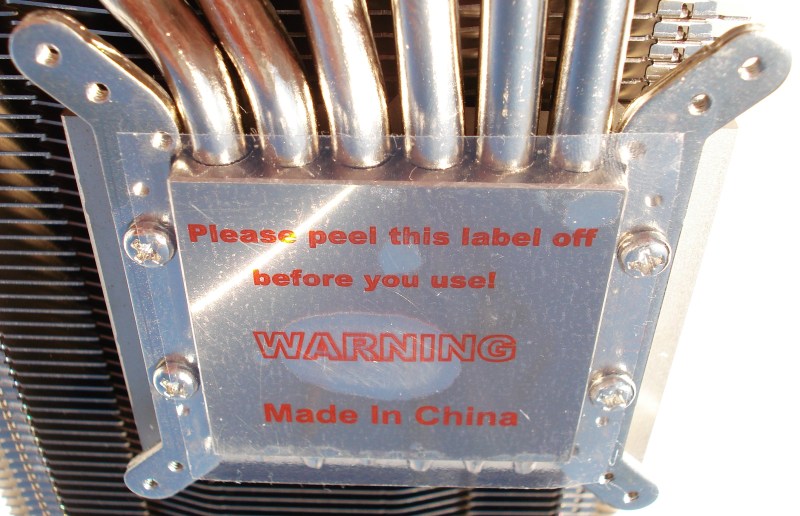 Please peel this label off
before you use!
WARNING
Made In China